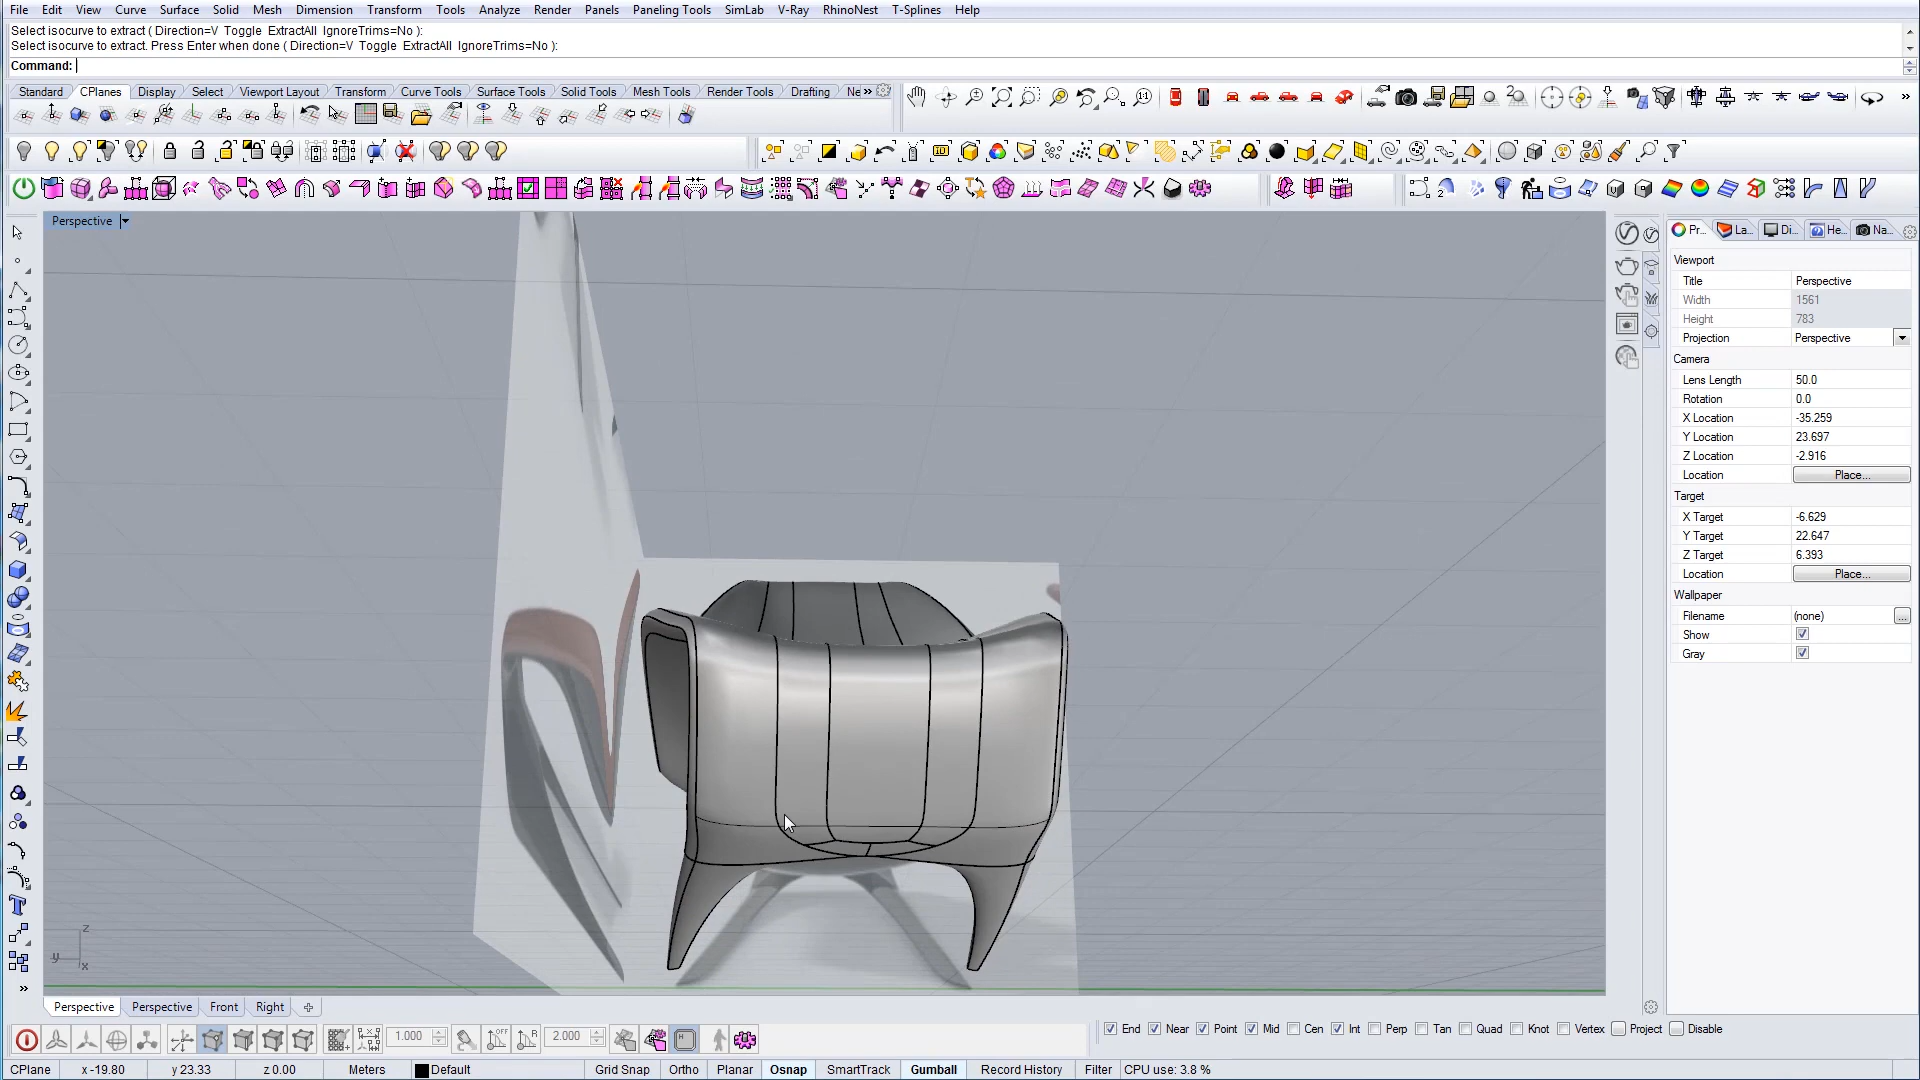 File Edit View Curve Surface Solid Mesh Dimension Transform Tools Analyze Render Panels Paneling Tools SimLab V-Ray RhinoNest T-Splines Help
Select isocurve to extract ( Direction=V Toggle ExtractAll IgnoreTrims=No ):
Select isocurve to extract. Press Enter when done ( Direction=V Toggle ExtractAll IgnoreTrims=No ):
Command:
Standard CPlanes Display Select Viewport Layout Transform Curve Tools Surface Tools Solid Tools Mesh Tools Render Tools Drafting Ne »
Perspective
Pr... La... Di... He... Na...
Viewport
Title Perspective
Width 1561
Height 783
Projection Perspective
Camera
Lens Length 50.0
Rotation 0.0
X Location -35.259
Y Location 23.697
Z Location -2.916
Location Place...
Target
X Target -6.629
Y Target 22.647
Z Target 6.393
Location Place...
Wallpaper
Filename (none) ...
Show
Gray
z
y
x
Perspective Perspective Front Right
1.000 2.000
End Near Point Mid Cen Int Perp Tan Quad Knot Vertex Project Disable
CPlane x -19.80 y 23.33 z 0.00 Meters Default Grid Snap Ortho Planar Osnap SmartTrack Gumball Record History Filter CPU use: 3.8 %